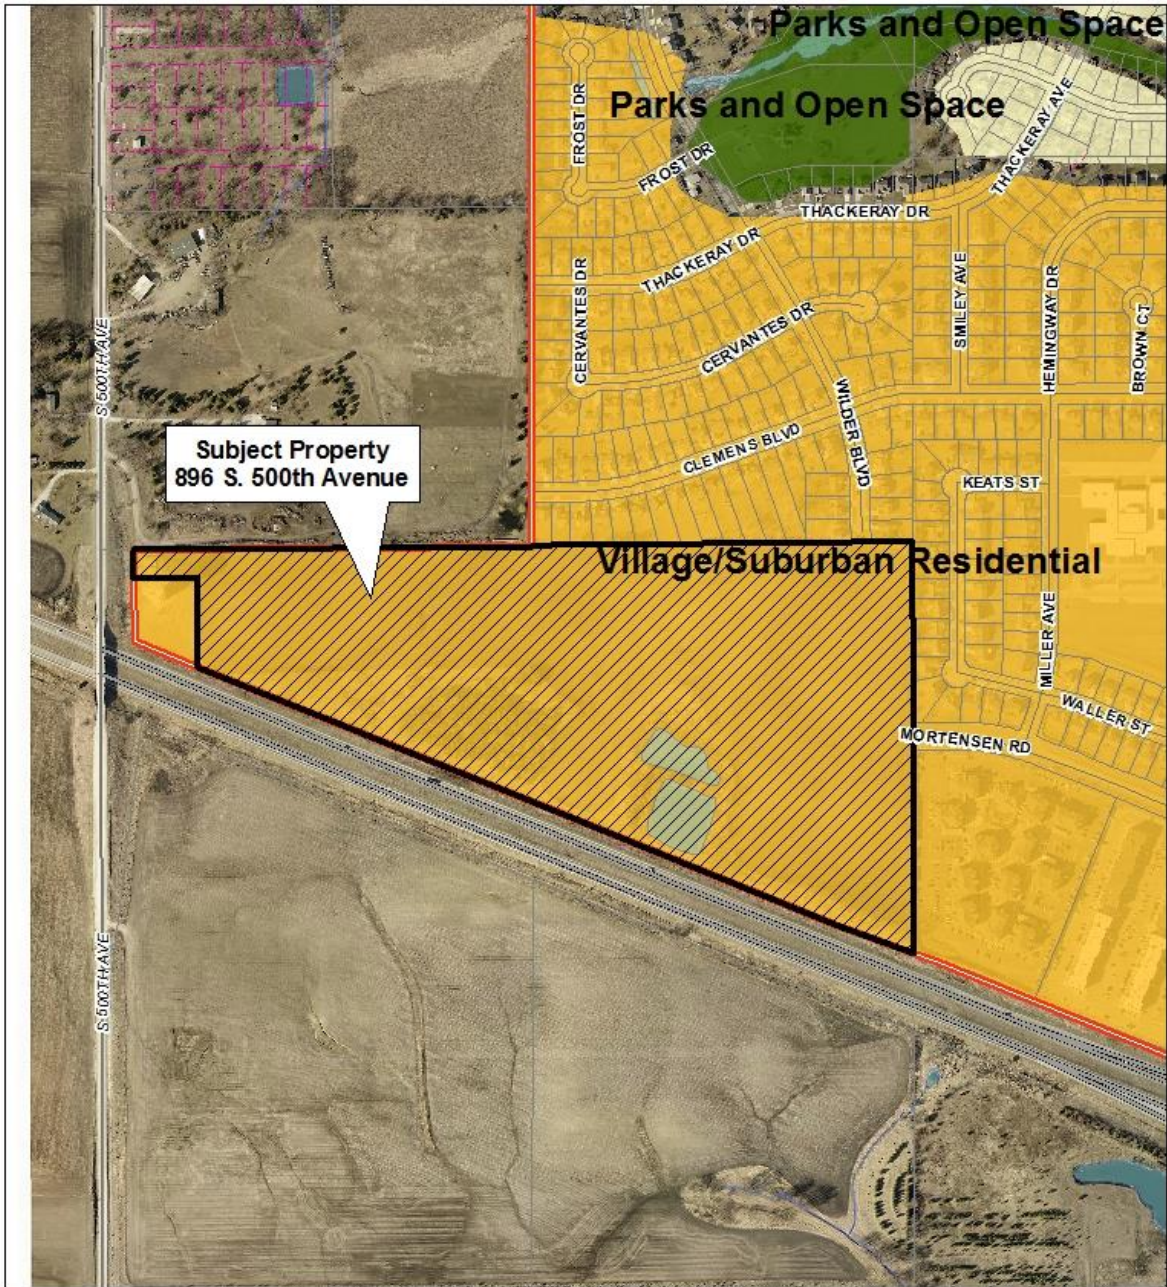 Parks and Open Space
Parks and Open Space
FROST DR
THACKERAY AVE
FROST DR
THACKERAY DR
THACKERAY DR
CERVANTES DR
SMILEY AVE
HEMINGWAY DR
BROWN CT
CERVANTES DR
S 500TH AVE
WILDER BLVD
CLEMENS BLVD
Subject Property
896 S. 500th Avenue
KEATS ST
Village/Suburban Residential
MILLER AVE
WALLER ST
MORTENSEN RD
S 500TH AVE